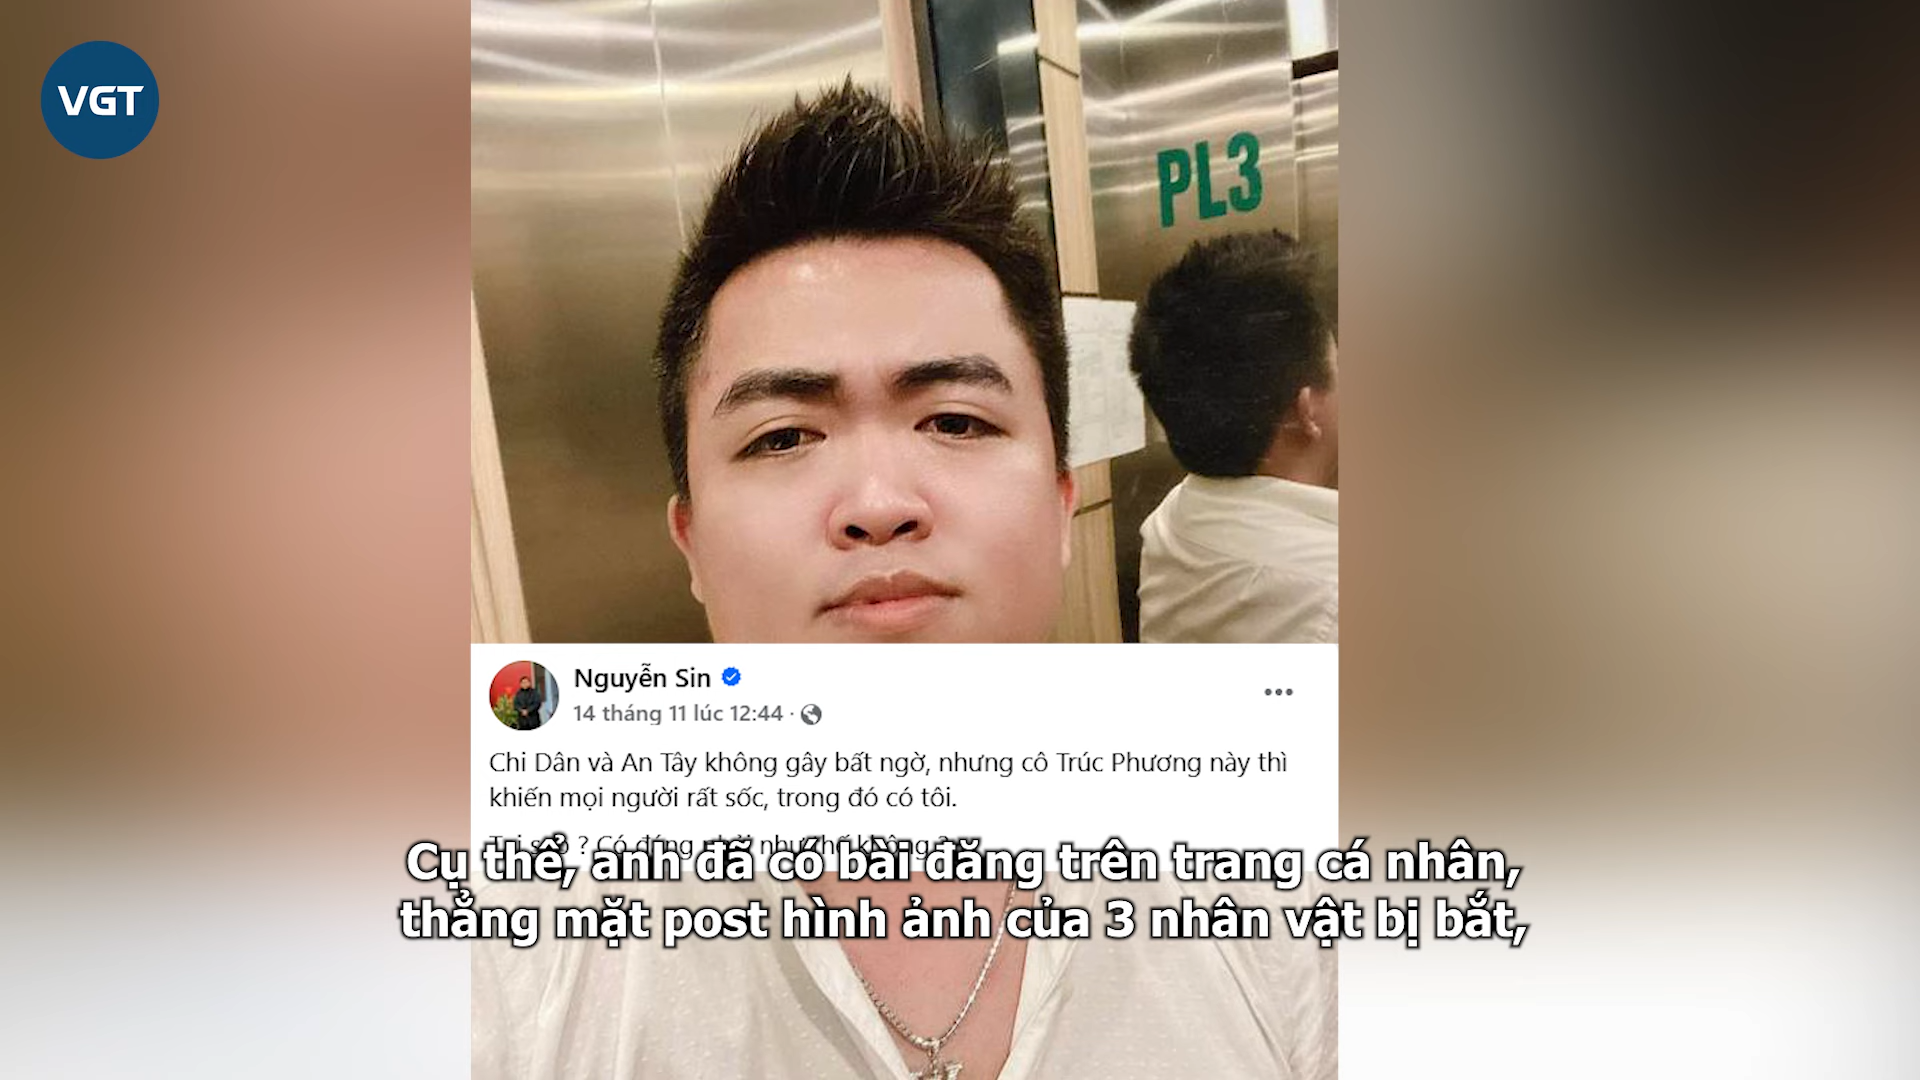 VGT
PL3
Nguyễn Sin
14 tháng 11 lúc 12:44 ·
Chi Dân và An Tây không gây bất ngờ, nhưng cô Trúc Phương này thì
khiến mọi người rất sốc, trong đó có tôi.
Cụ thể, anh đã có bài đăng trên trang cá nhân,
thẳng mặt post hình ảnh của 3 nhân vật bị bắt,